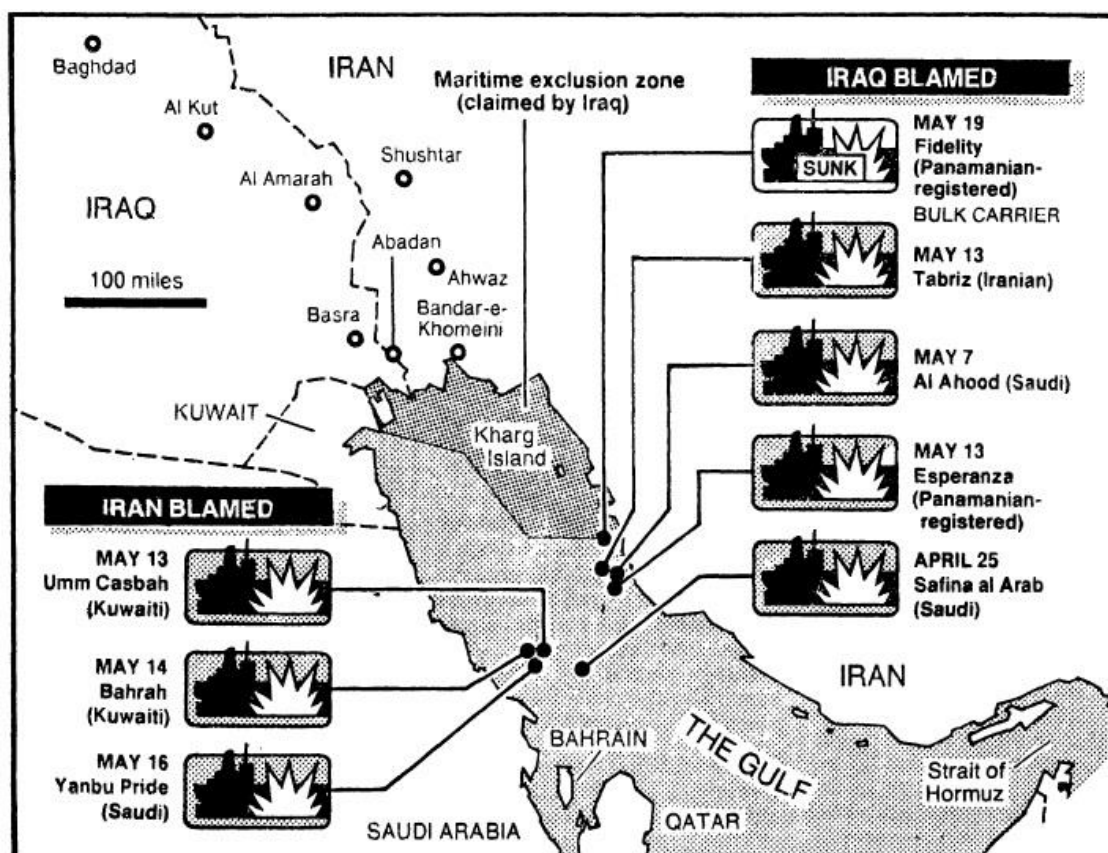 Baghdad
IRAN
Al Kut
Shushtar
Al Amarah
IRAQ
Abadan
Ahwaz
100 miles
Basra
Bandar-e-
Khomeini
Maritime exclusion zone
(claimed by Iraq)
KUWAIT
Kharg
Island
IRAQ BLAMED
SUNK
MAY 19
Fidelity
(Panamanian-
registered)
BULK CARRIER
MAY 13
Tabriz (Iranian)
MAY 7
Al Ahood (Saudi)
MAY 13
Esperanza
(Panamanian-
registered)
APRIL 25
Safina al Arab
(Saudi)
IRAN BLAMED
MAY 13
Umm Casbah
(Kuwaiti)
MAY 14
Bahrah
(Kuwaiti)
MAY 16
Yanbu Pride
(Saudi)
IRAN
BAHRAIN
THE GULF
Strait of
Hormuz
SAUDI ARABIA
QATAR